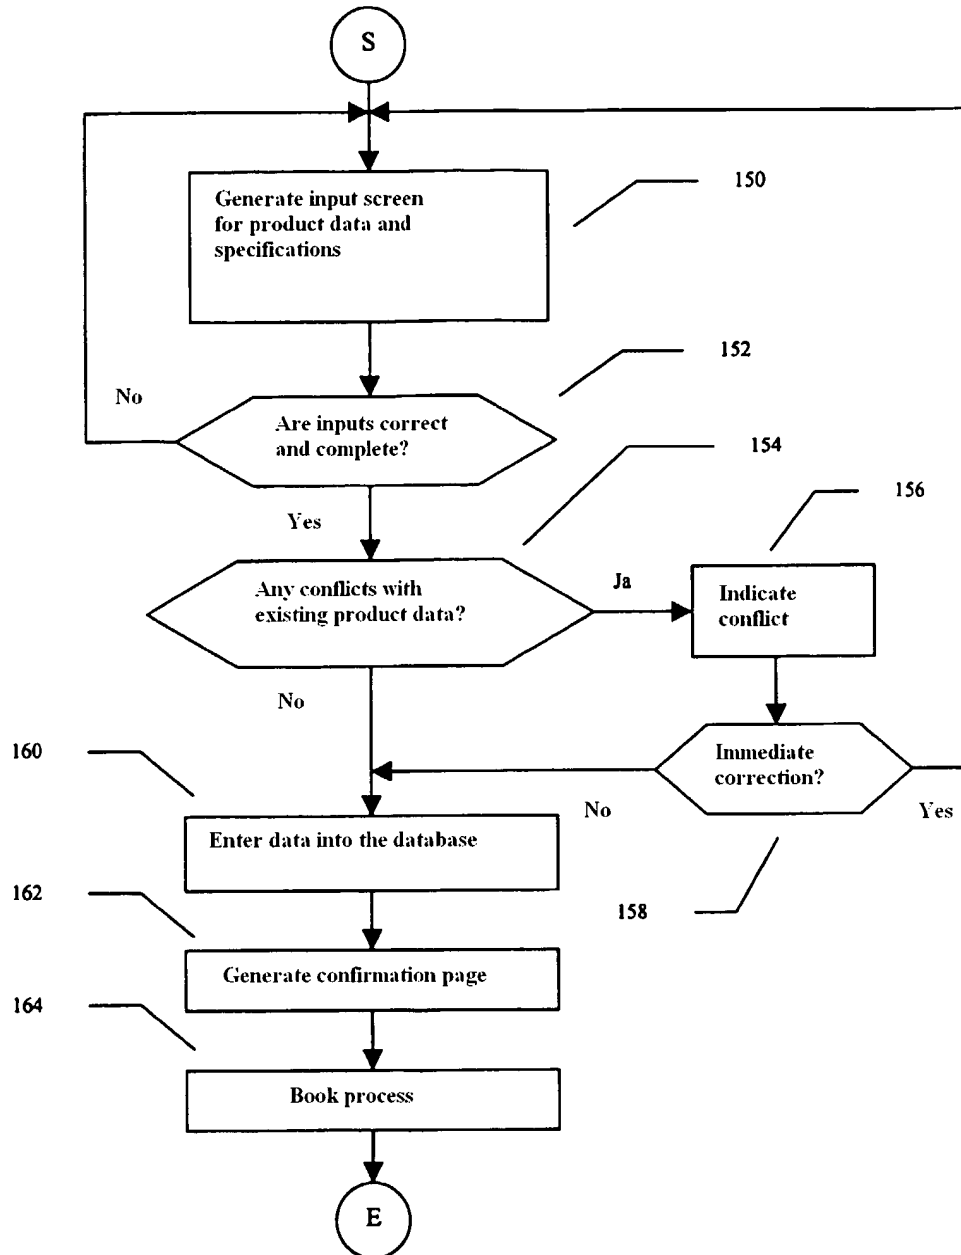 S
Generate input screen
for product data and
specifications
150
152
No
Are inputs correct
and complete?
154
Yes
156
Any conflicts with
existing product data?
Ja
Indicate
conflict
No
160
Immediate
correction?
No
Yes
Enter data into the database
162
158
Generate confirmation page
164
Book process
E